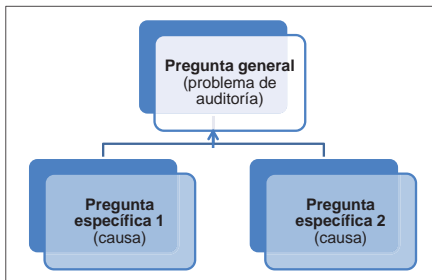 Pregunta general
(problema de
auditoría)
Pregunta
específica 1
(causa)
Pregunta
específica 2
(causa)